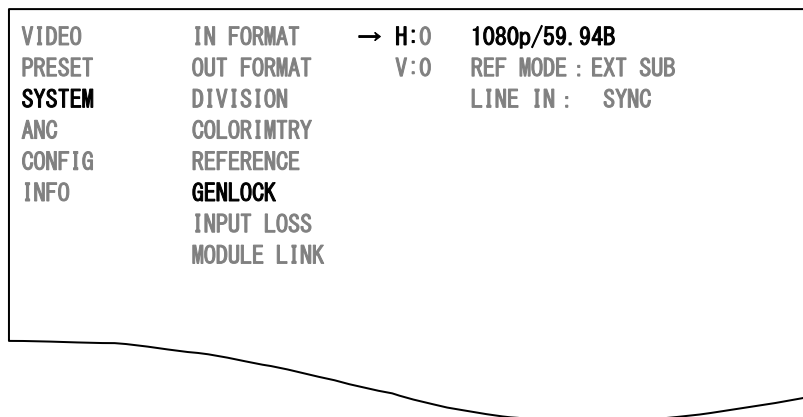 VIDEO IN FORMAT → H:0 1080p/59.94B
PRESET OUT FORMAT V:0 REF MODE : EXT SUB
SYSTEM DIVISION LINE IN : SYNC
ANC COLORIMTRY
CONFIG REFERENCE
INFO GENLOCK
INPUT LOSS
MODULE LINK